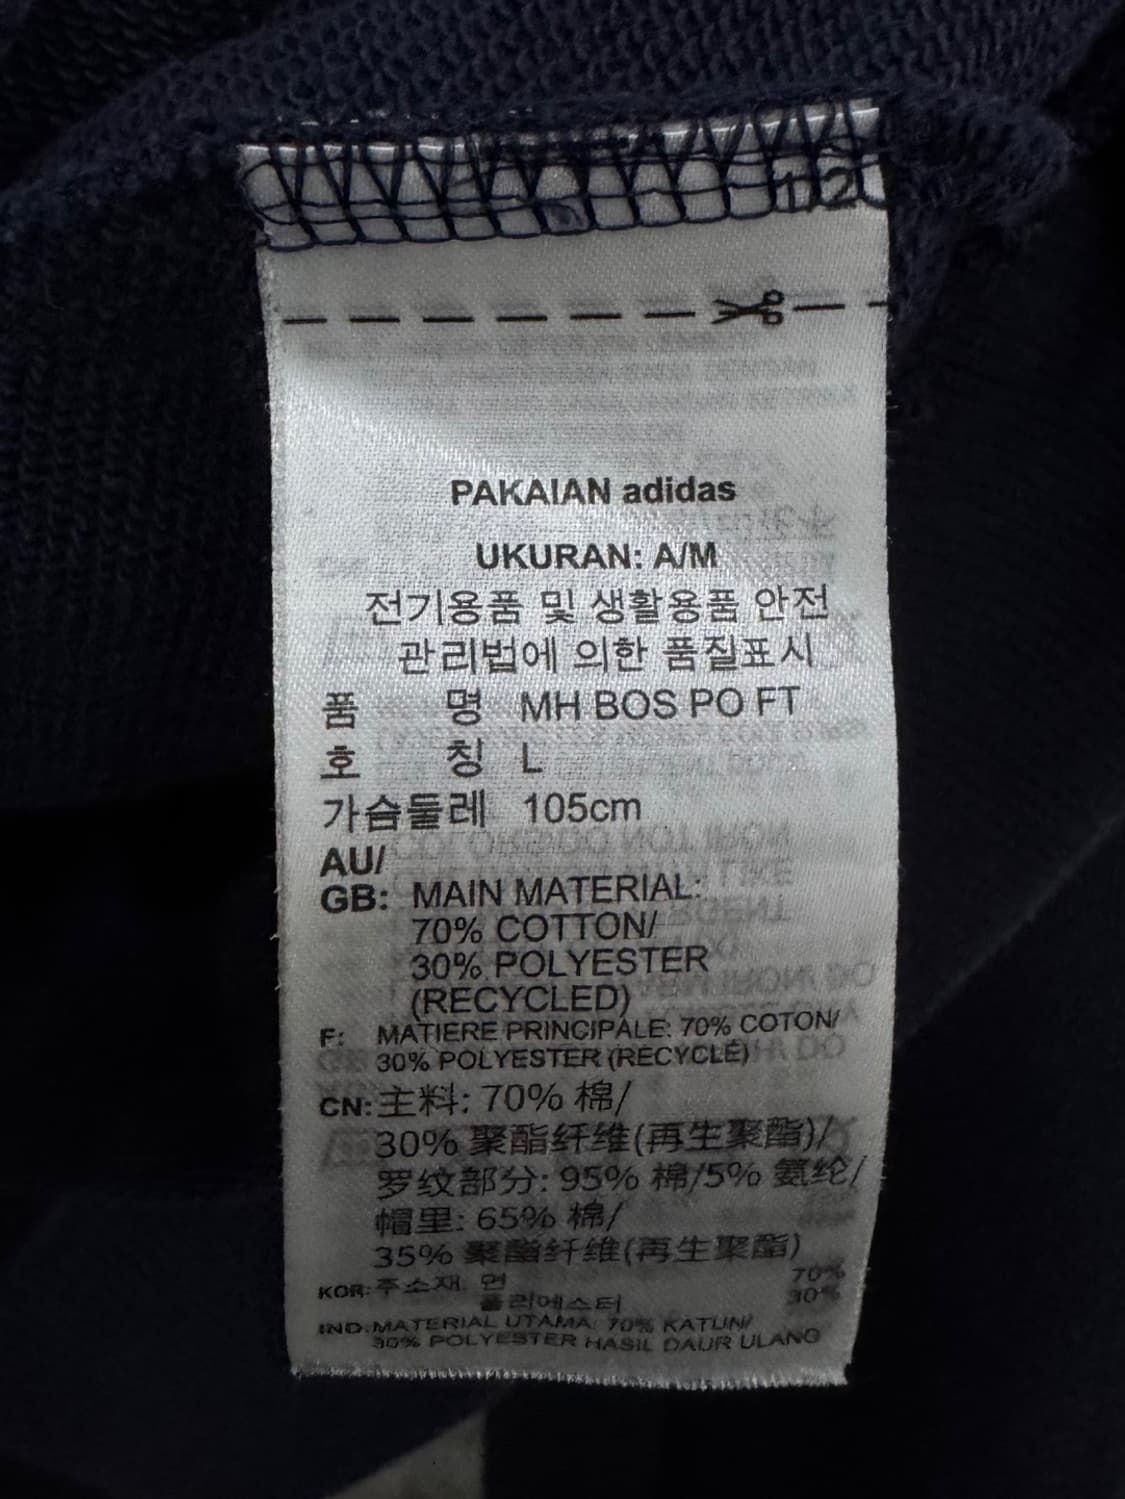 1/2
PAKAIAN adidas
UKURAN: A/M
전기용품 및 생활용품 안전
관리법에 의한 품질표시
품 명 MH BOS PO FT
호 칭 L
가슴둘레 105cm
AU/
GB: MAIN MATERIAL:
70% COTTON/
30% POLYESTER
(RECYCLED)
F: MATIERE PRINCIPALE: 70% COTON/
30% POLYESTER (RECYCLÉ)
CN: 主料: 70% 棉/
30% 聚酯纤维(再生聚酯)/
罗纹部分: 95% 棉/5% 氨纶/
帽里: 65% 棉/
35% 聚酯纤维(再生聚酯)
KOR: 주소재: 면 70%
폴리에스터 30%
IND: MATERIAL UTAMA: 70% KATUN/
30% POLYESTER HASIL DAUR ULANG